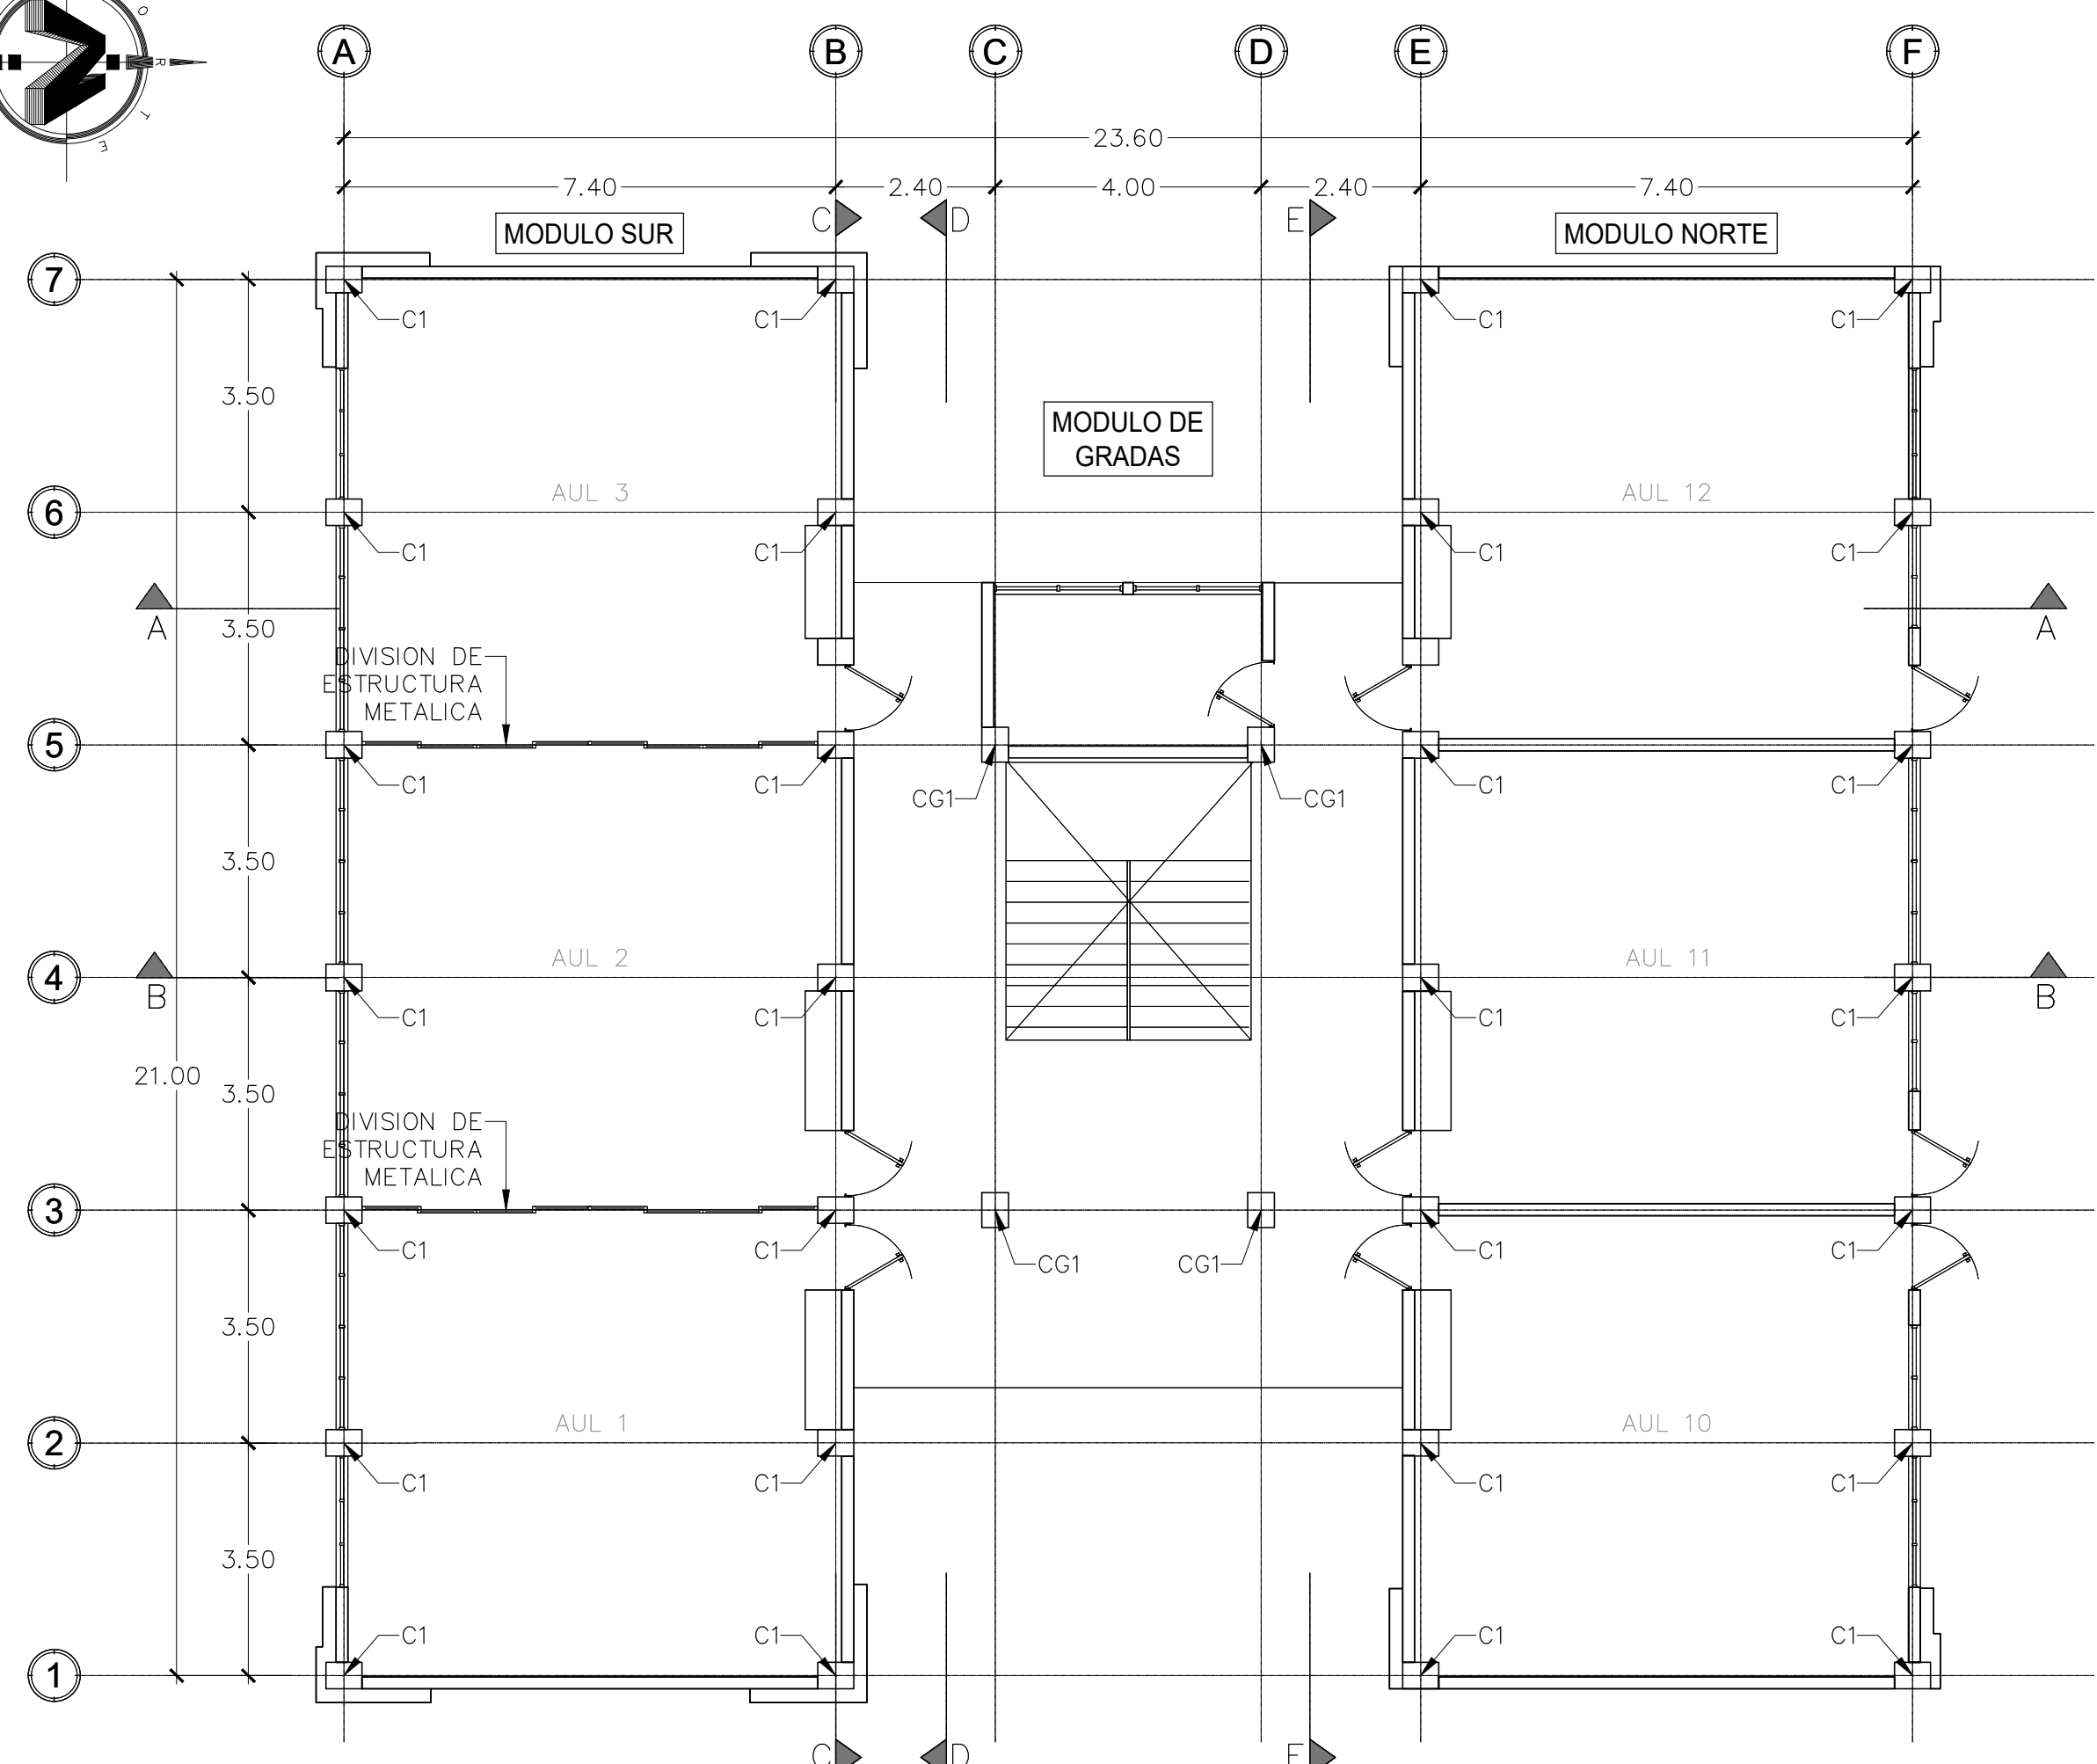 O
R
T
E
A
B
C
D
E
F
23.60
7.40
2.40
4.00
2.40
7.40
C
D
E
MODULO SUR
MODULO NORTE
7
C1
C1
C1
C1
3.50
MODULO DE
GRADAS
6
AUL 3
AUL 12
C1
C1
C1
C1
A
3.50
A
DIVISION DE
ESTRUCTURA
METALICA
5
C1
C1
CG1
CG1
C1
C1
3.50
4
AUL 2
AUL 11
B
C1
C1
C1
C1
B
21.00
3.50
DIVISION DE
ESTRUCTURA
METALICA
3
C1
C1
CG1
CG1
C1
C1
3.50
2
AUL 1
AUL 10
C1
C1
C1
C1
3.50
C1
C1
C1
C1
1
C
D
E